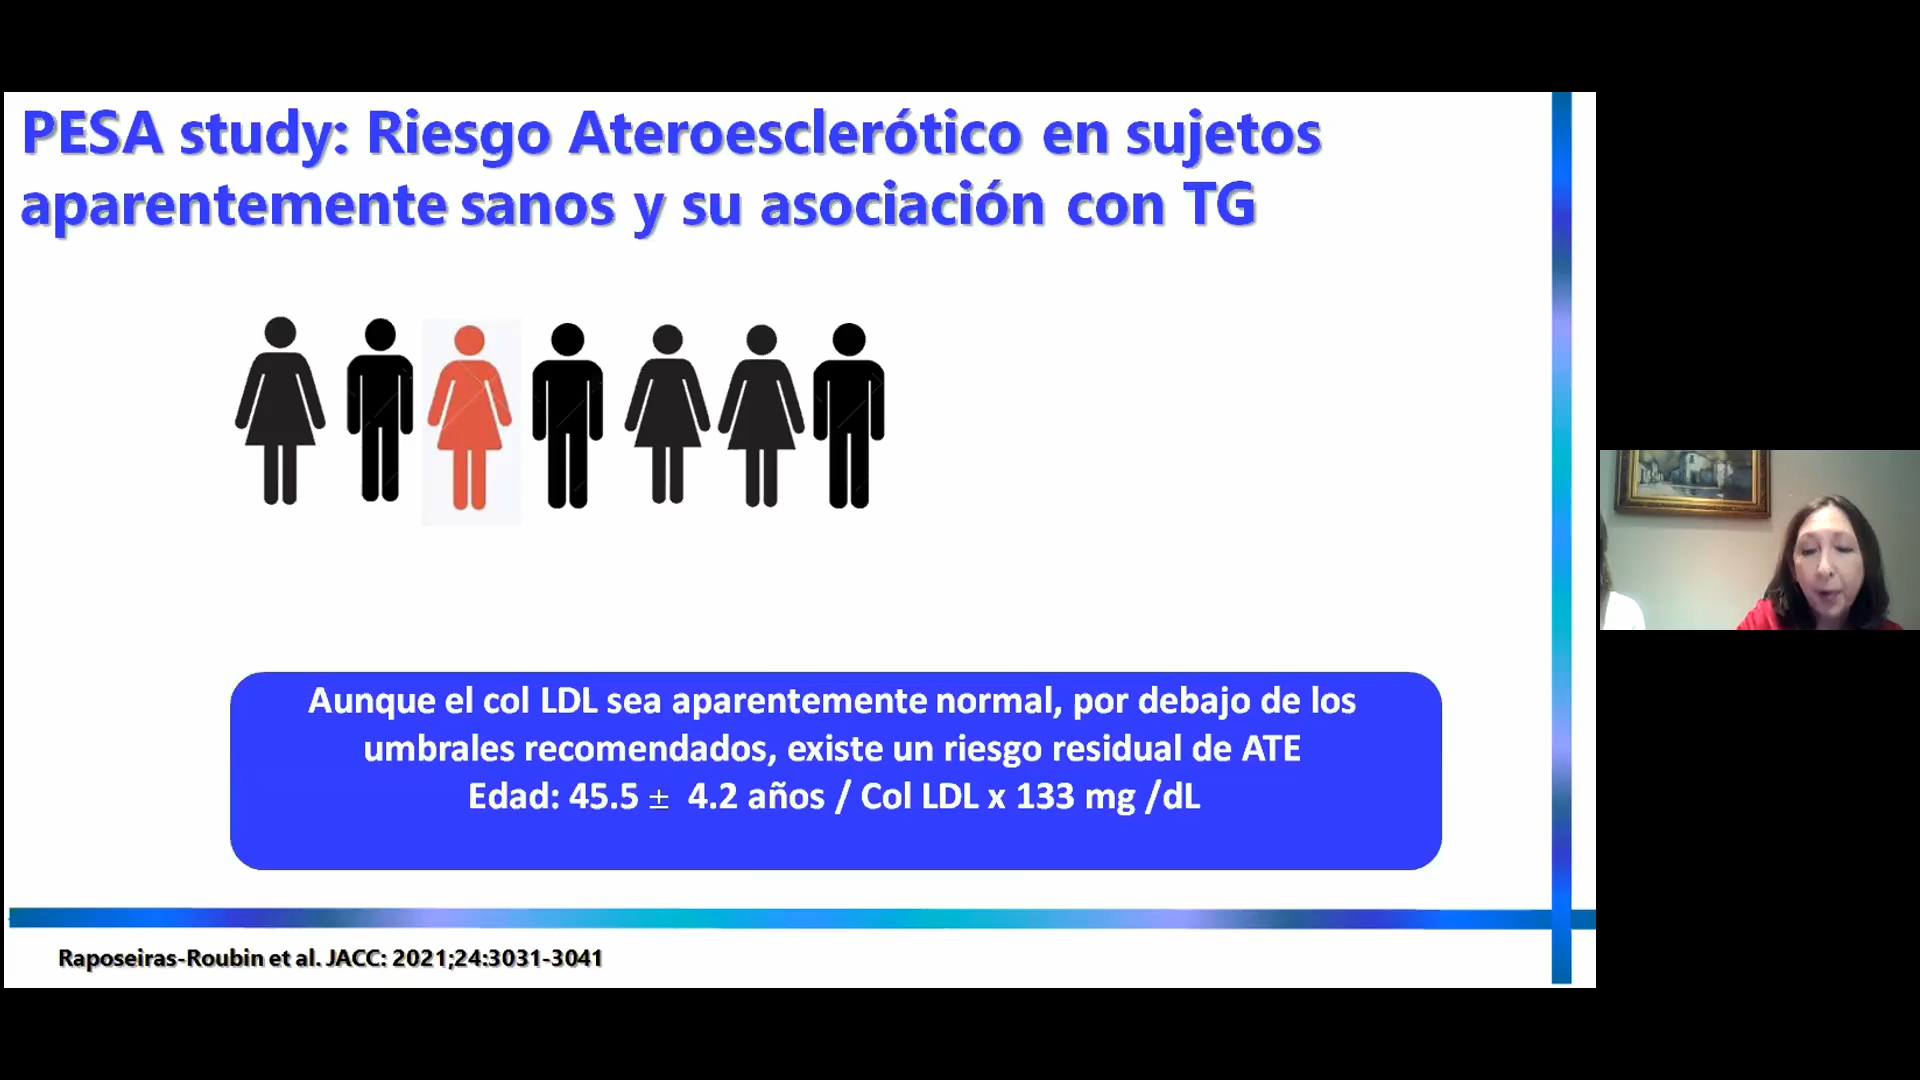 PESA study: Riesgo Ateroesclerótico en sujetos
aparentemente sanos y su asociación con TG
Aunque el col LDL sea aparentemente normal, por debajo de los
umbrales recomendados, existe un riesgo residual de ATE
Edad: 45.5 ± 4.2 años / Col LDL x 133 mg /dL
Raposeiras-Roubin et al. JACC: 2021;24:3031-3041